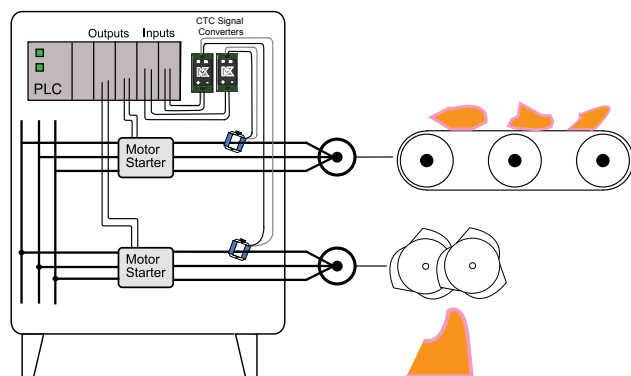 CTC Signal
Converters
Outputs Inputs
PLC
Motor
Starter
Motor
Starter